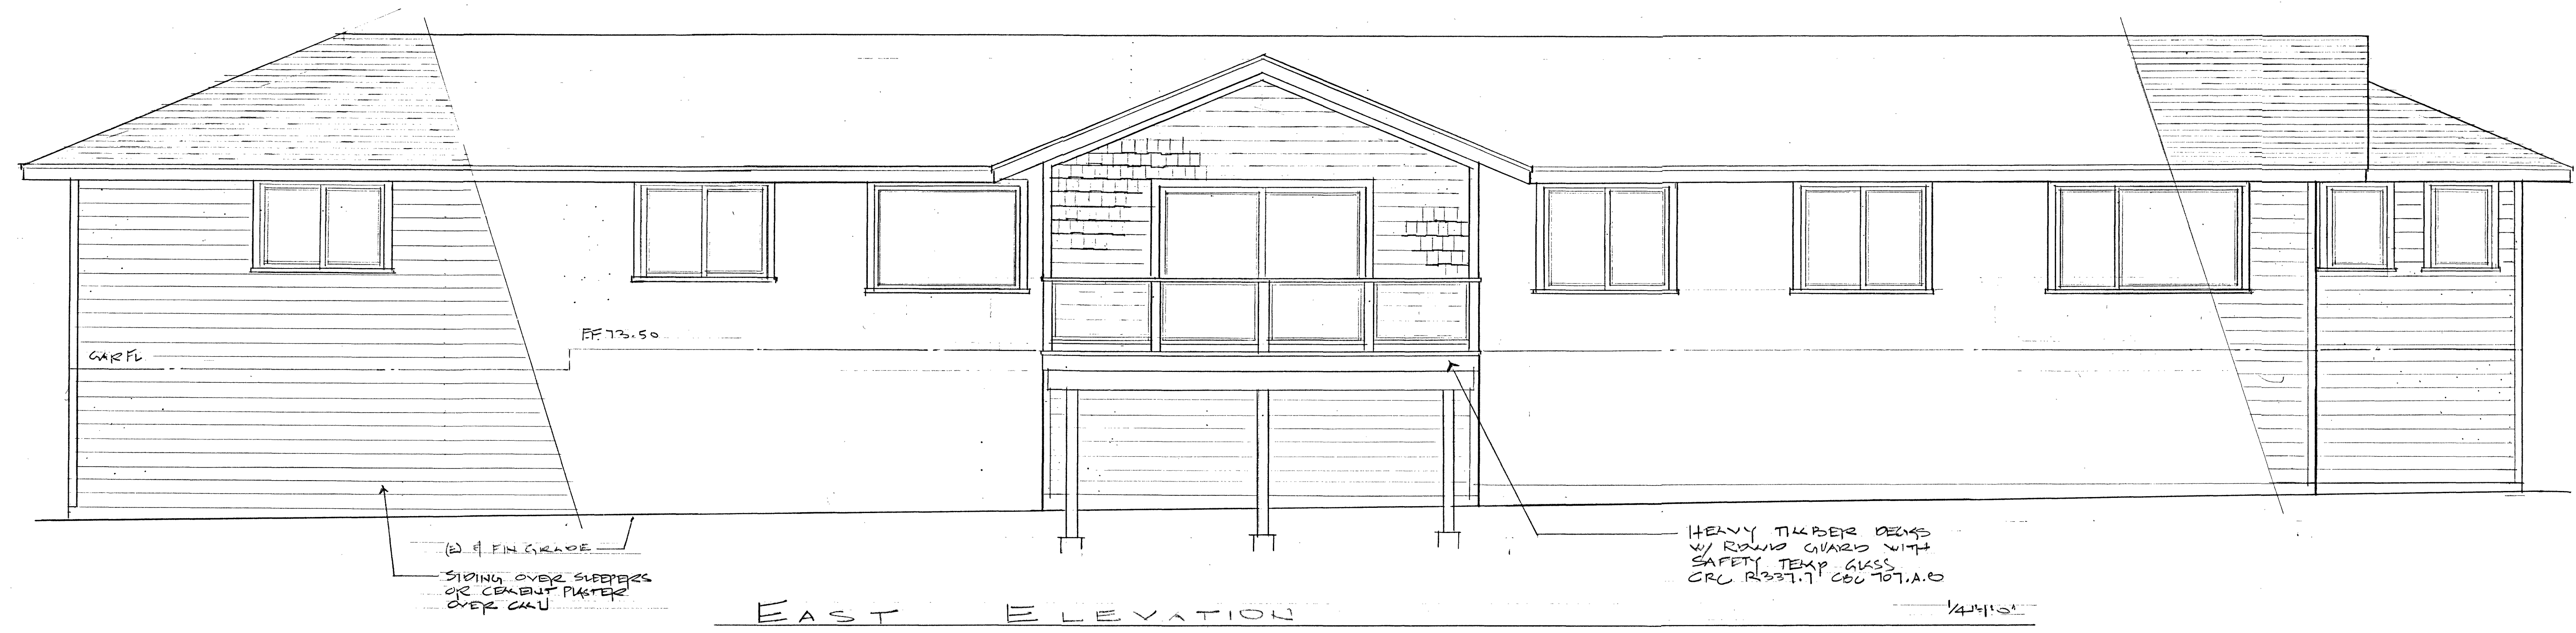 F.F. 73.50
GAR FL
(E) & FIN GRADE
SIDING OVER SLEEPERS
OR CEMENT PLASTER
OVER CMU
HEAVY TIMBER DECKS
W/ RDWD GUARD WITH
SAFETY TEMP GLASS
CRC R337.7 CBC 707.A.8
EAST ELEVATION
1/4"=1'0"